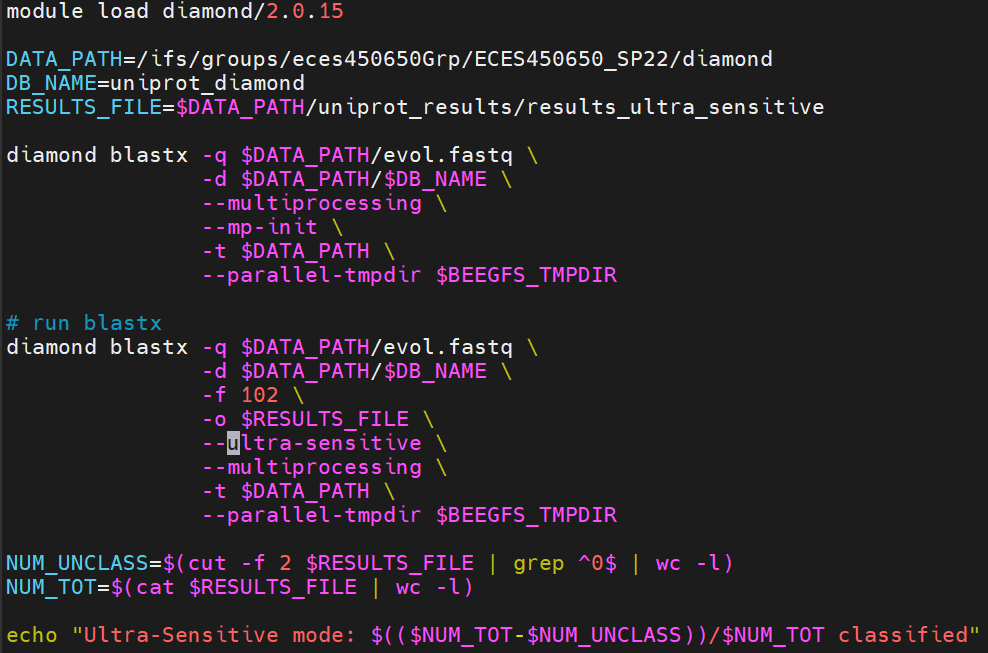 module load diamond/2.0.15
DATA_PATH=/ifs/groups/eces450650Grp/ECES450650_SP22/diamond
DB_NAME=uniprot_diamond
RESULTS_FILE=$DATA_PATH/uniprot_results/results_ultra_sensitive
diamond blastx -q $DATA_PATH/evol.fastq \
-d $DATA_PATH/$DB_NAME \
--multiprocessing \
--mp-init \
-t $DATA_PATH \
--parallel-tmpdir $BEEGFS_TMPDIR
# run blastx
diamond blastx -q $DATA_PATH/evol.fastq \
-d $DATA_PATH/$DB_NAME \
-f 102 \
-o $RESULTS_FILE \
--ultra-sensitive \
--multiprocessing \
-t $DATA_PATH \
--parallel-tmpdir $BEEGFS_TMPDIR
NUM_UNCLASS=$(cut -f 2 $RESULTS_FILE | grep ^0$ | wc -l)
NUM_TOT=$(cat $RESULTS_FILE | wc -l)
echo "Ultra-Sensitive mode: $(($NUM_TOT-$NUM_UNCLASS))/$NUM_TOT classified"